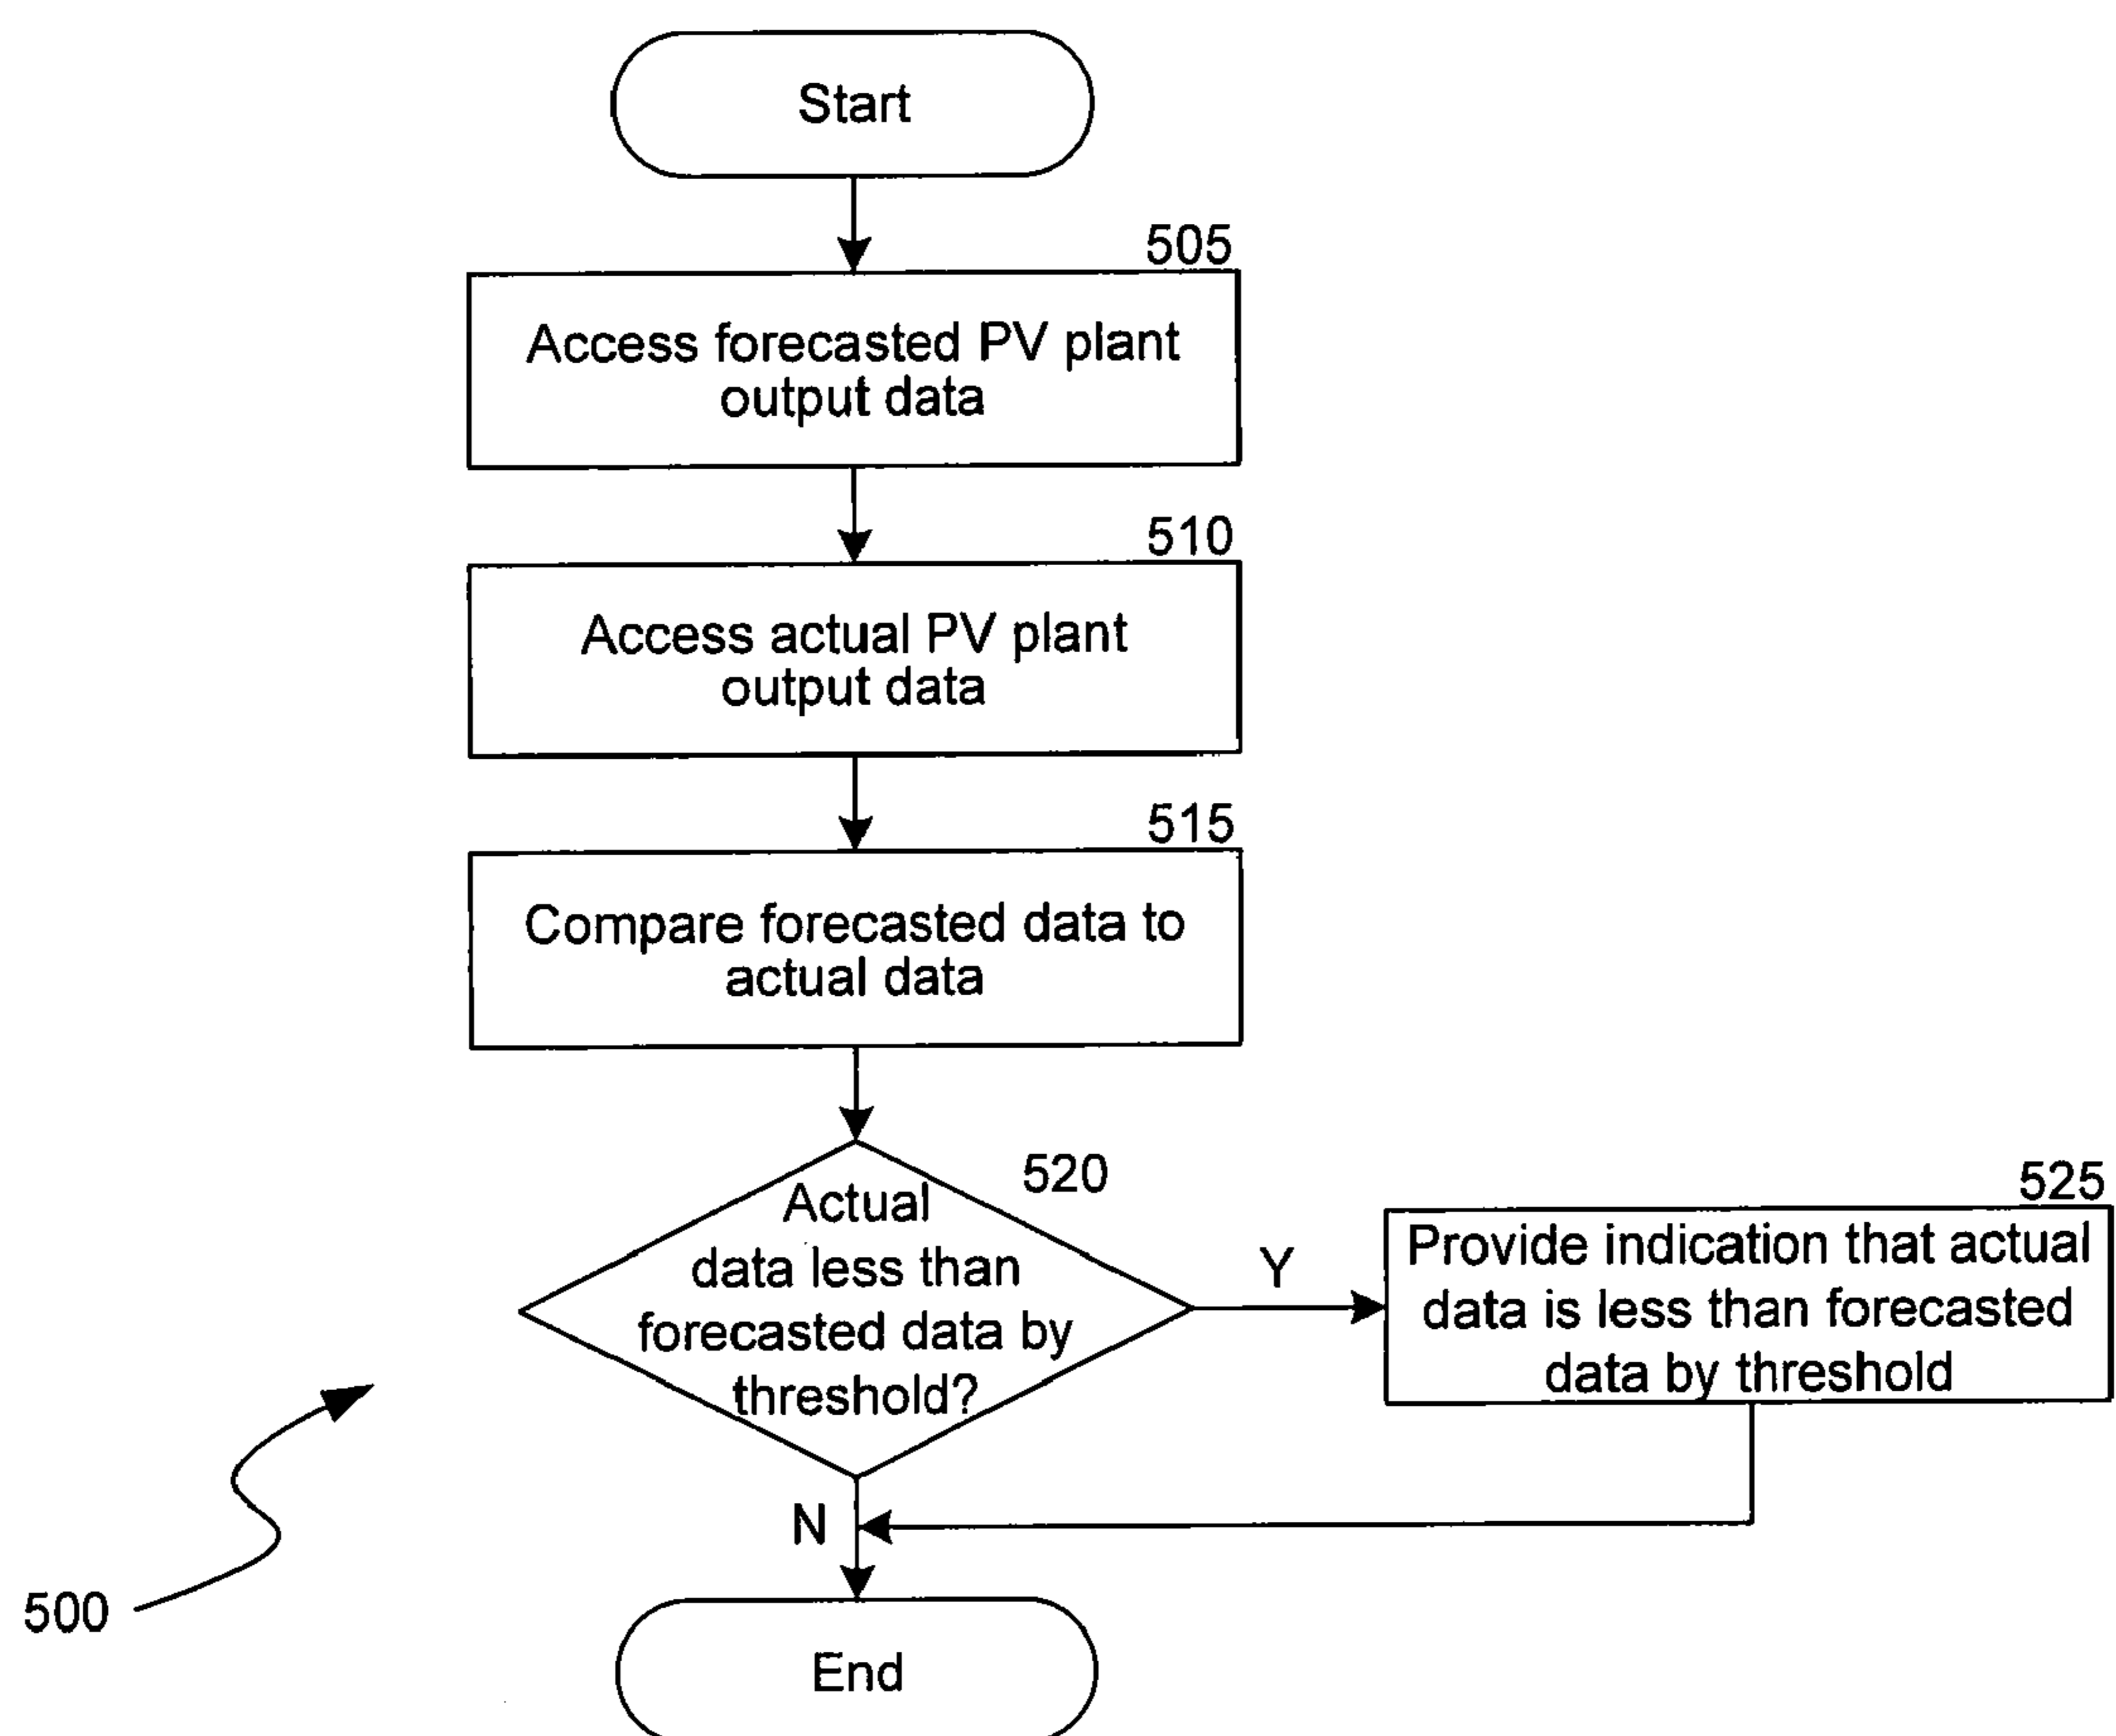 Start
505
Access forecasted PV plant
output data
510
Access actual PV plant
output data
515
Compare forecasted data to
actual data
520
Actual
data less than
forecasted data by
threshold?
Y
525
Provide indication that actual
data is less than forecasted
data by threshold
N
500
End